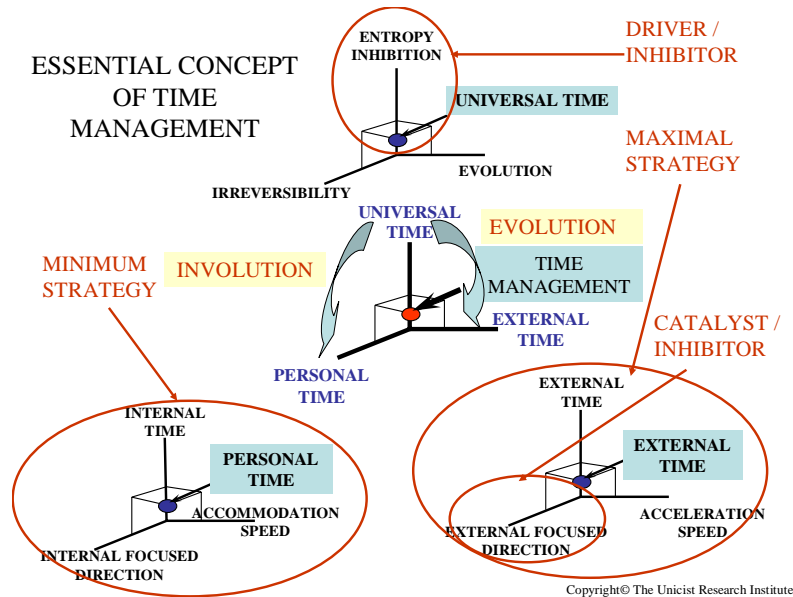 ESSENTIAL CONCEPT
OF TIME
MANAGEMENT
ENTROPY
INHIBITION
DRIVER /
INHIBITOR
UNIVERSAL TIME
IRREVERSIBILITY
EVOLUTION
MAXIMAL
STRATEGY
UNIVERSAL
TIME
EVOLUTION
MINIMUM
STRATEGY
INVOLUTION
TIME
MANAGEMENT
EXTERNAL
TIME
PERSONAL
TIME
CATALYST /
INHIBITOR
INTERNAL
TIME
PERSONAL
TIME
ACCOMMODATION
SPEED
INTERNAL FOCUSED
DIRECTION
EXTERNAL
TIME
EXTERNAL
TIME
EXTERNAL FOCUSED
DIRECTION
ACCELERATION
SPEED
Copyright© The Unicist Research Institute